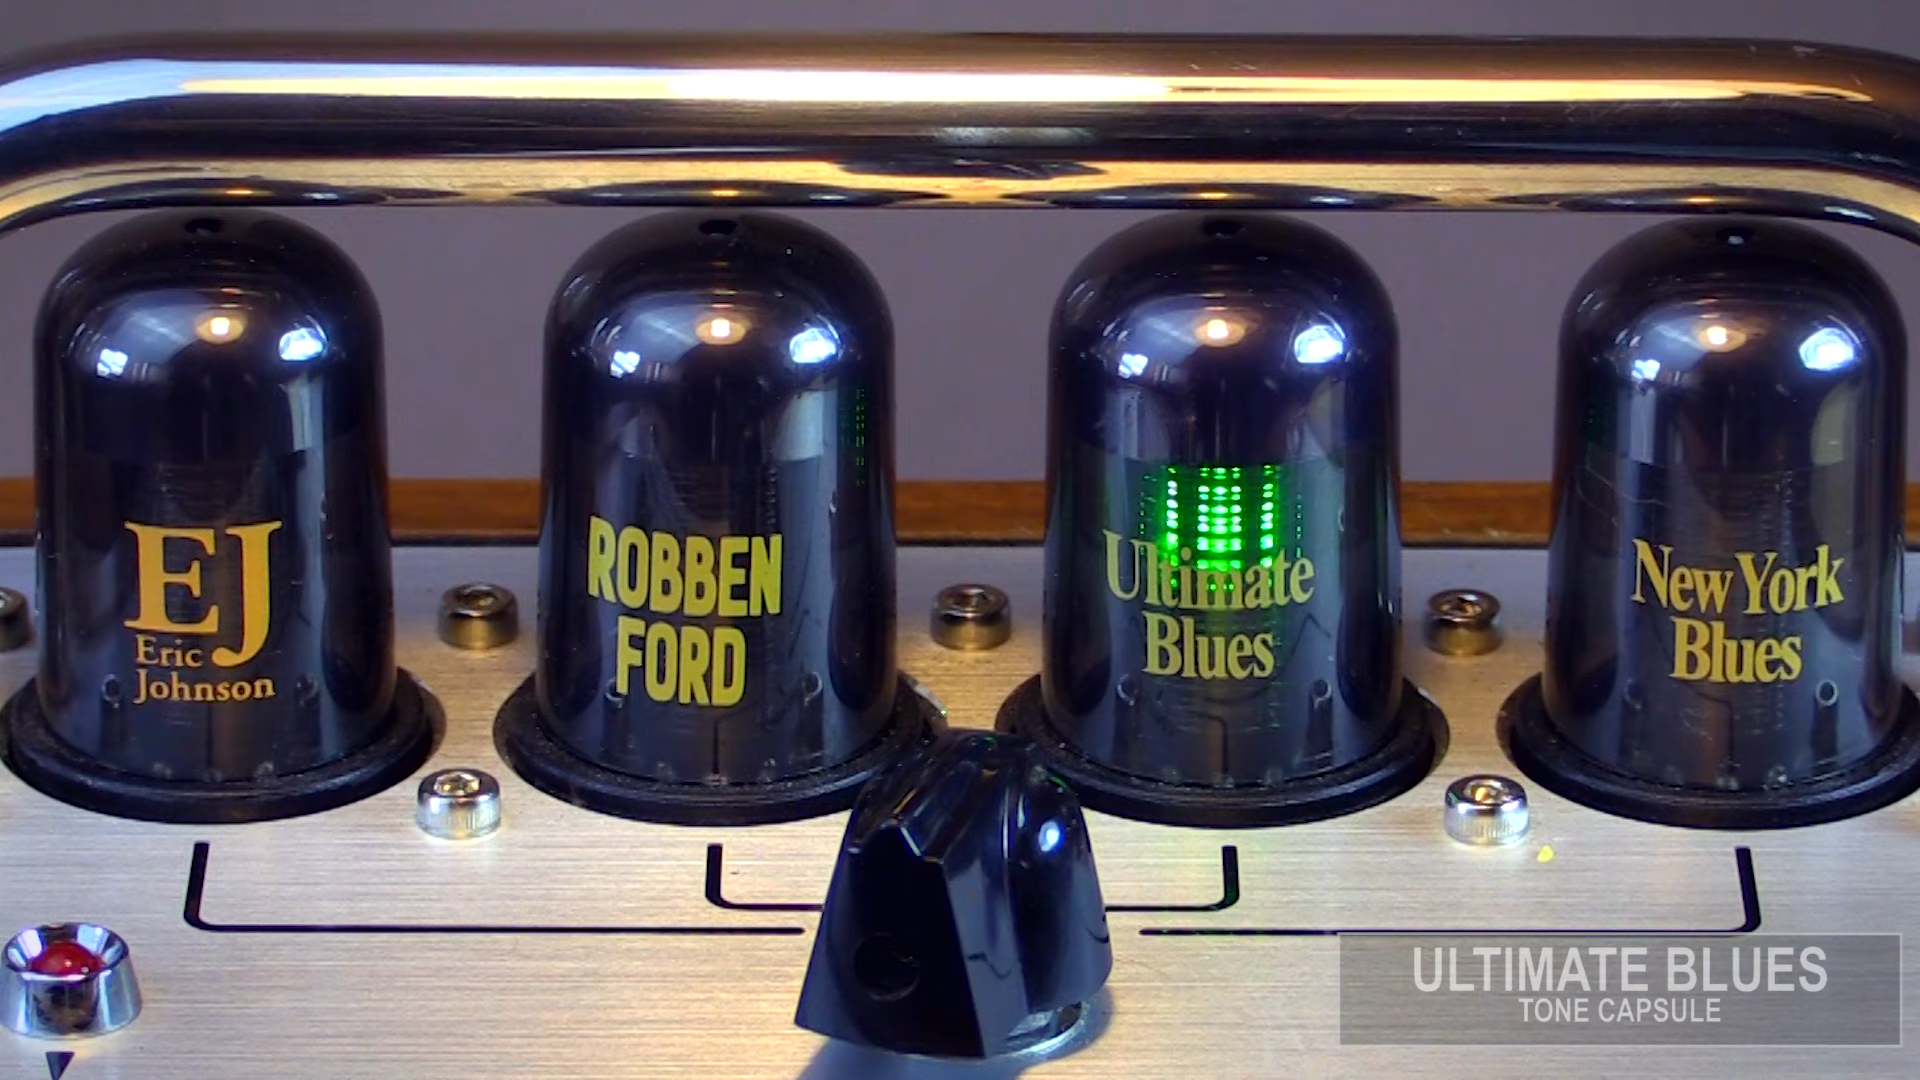 EJ
Eric
Johnson
ROBBEN
FORD
Ultimate
Blues
New York
Blues
ULTIMATE BLUES
TONE CAPSULE